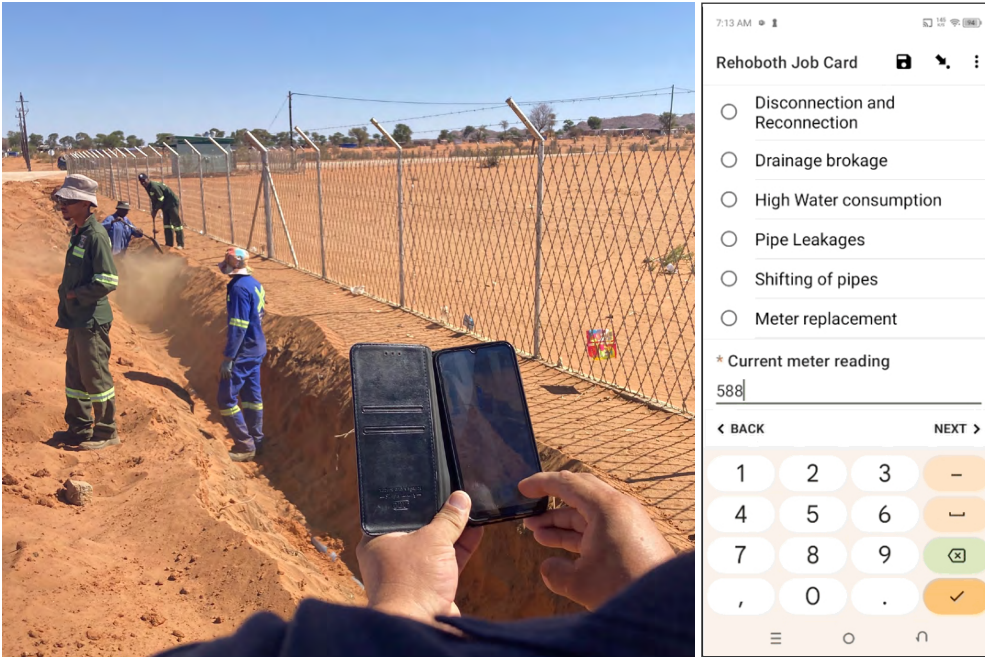 7:13 AM
94
Rehoboth Job Card
Disconnection and
Reconnection
Drainage brokage
High Water consumption
Pipe Leakages
Shifting of pipes
Meter replacement
* Current meter reading
588
< BACK
NEXT >
1 2 3 –
4 5 6
7 8 9
, 0 .